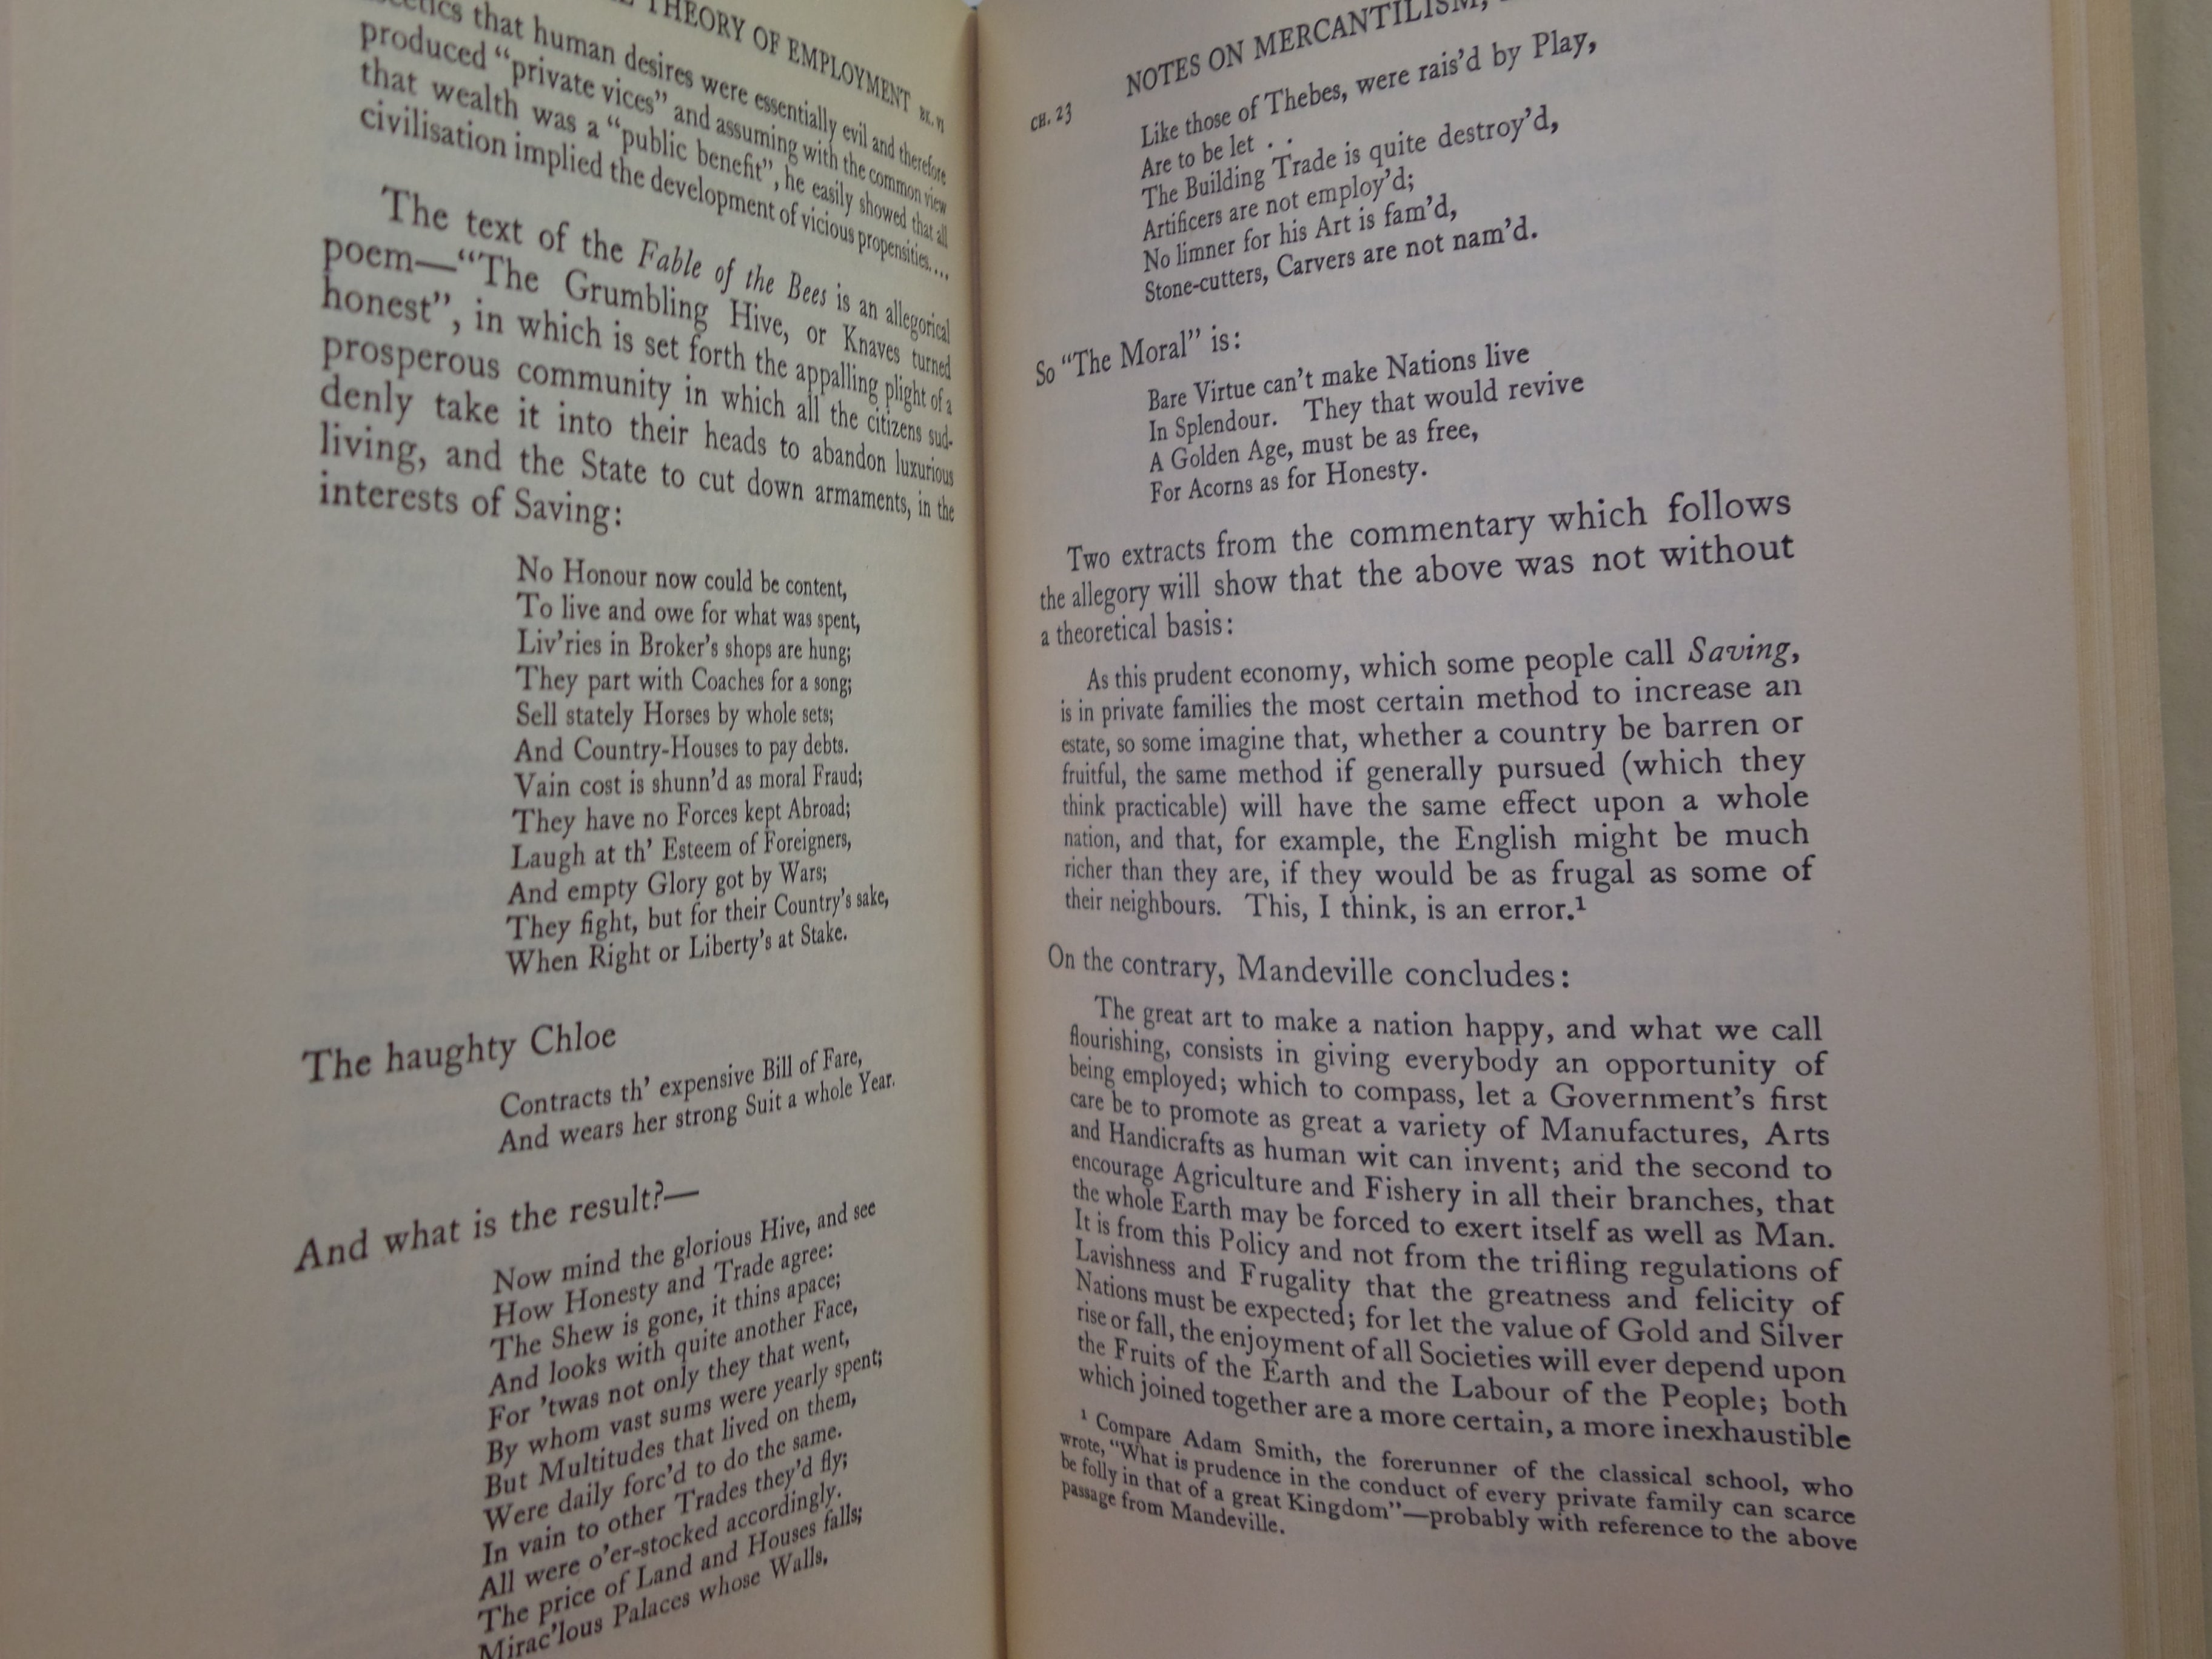 THEORY OF EMPLOYMENT BK. VI
that human desires were essentially evil and therefore
produced “private vices” and assuming with the common view
that wealth was a “public benefit”, he easily showed that all
civilisation implied the development of vicious propensities....
The text of the Fable of the Bees is an allegorical
poem—“The Grumbling Hive, or Knaves turned
honest”, in which is set forth the appalling plight of a
prosperous community in which all the citizens sud-
denly take it into their heads to abandon luxurious
living, and the State to cut down armaments, in the
interests of Saving:
No Honour now could be content,
To live and owe for what was spent,
Liv’ries in Broker’s shops are hung;
They part with Coaches for a song;
Sell stately Horses by whole sets;
And Country-Houses to pay debts.
Vain cost is shunn’d as moral Fraud;
They have no Forces kept Abroad;
Laugh at th’ Esteem of Foreigners,
And empty Glory got by Wars;
They fight, but for their Country’s sake,
When Right or Liberty’s at Stake.
The haughty Chloe
Contracts th’ expensive Bill of Fare,
And wears her strong Suit a whole Year.
And what is the result?—
Now mind the glorious Hive, and see
How Honesty and Trade agree:
The Shew is gone, it thins apace;
And looks with quite another Face,
For ’twas not only they that went,
By whom vast sums were yearly spent;
But Multitudes that lived on them,
Were daily forc’d to do the same.
In vain to other Trades they’d fly;
All were o’er-stocked accordingly.
The price of Land and Houses falls;
Mirac’lous Palaces whose Walls,
CH. 23 NOTES ON MERCANTILISM,
Like those of Thebes, were rais’d by Play,
Are to be let . .
The Building Trade is quite destroy’d,
Artificers are not employ’d;
No limner for his Art is fam’d,
Stone-cutters, Carvers are not nam’d.
So “The Moral” is:
Bare Virtue can’t make Nations live
In Splendour. They that would revive
A Golden Age, must be as free,
For Acorns as for Honesty.
Two extracts from the commentary which follows
the allegory will show that the above was not without
a theoretical basis:
As this prudent economy, which some people call Saving,
is in private families the most certain method to increase an
estate, so some imagine that, whether a country be barren or
fruitful, the same method if generally pursued (which they
think practicable) will have the same effect upon a whole
nation, and that, for example, the English might be much
richer than they are, if they would be as frugal as some of
their neighbours. This, I think, is an error.¹
On the contrary, Mandeville concludes:
The great art to make a nation happy, and what we call
flourishing, consists in giving everybody an opportunity of
being employed; which to compass, let a Government’s first
care be to promote as great a variety of Manufactures, Arts
and Handicrafts as human wit can invent; and the second to
encourage Agriculture and Fishery in all their branches, that
the whole Earth may be forced to exert itself as well as Man.
It is from this Policy and not from the trifling regulations of
Lavishness and Frugality that the greatness and felicity of
Nations must be expected; for let the value of Gold and Silver
rise or fall, the enjoyment of all Societies will ever depend upon
the Fruits of the Earth and the Labour of the People; both
which joined together are a more certain, a more inexhaustible
¹ Compare Adam Smith, the forerunner of the classical school, who
wrote, “What is prudence in the conduct of every private family can scarce
be folly in that of a great Kingdom”—probably with reference to the above
passage from Mandeville.